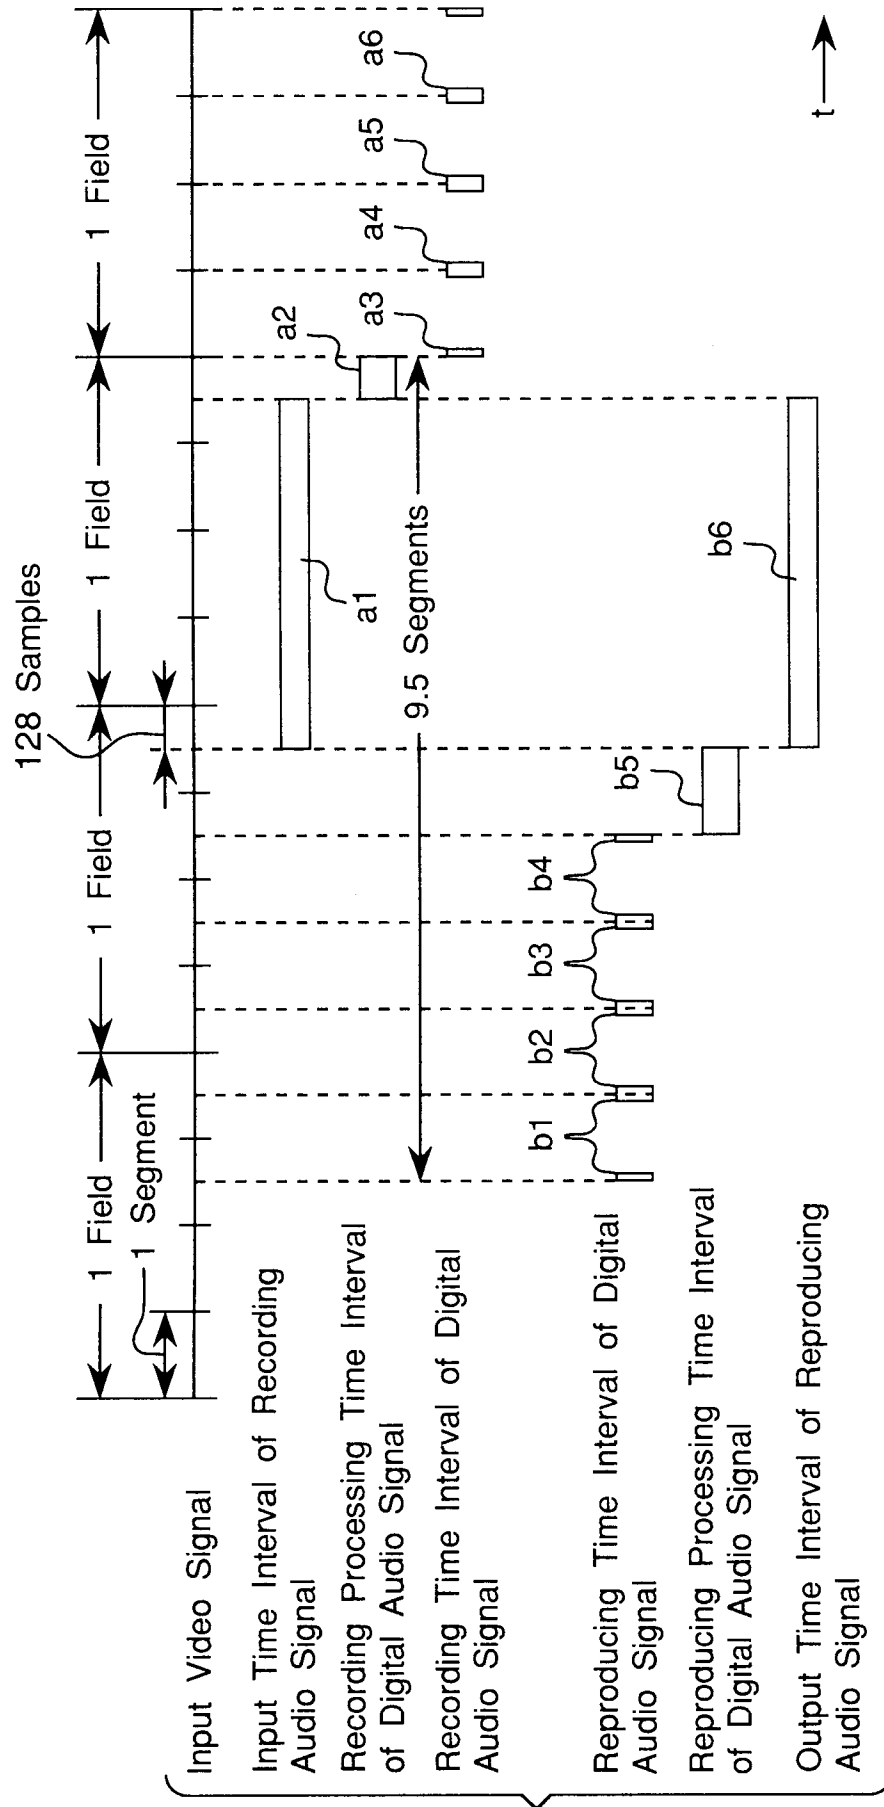 128 Samples
1 Field
1 Field
1 Field
1 Field
1 Segment
Input Video Signal
Input Time Interval of Recording
Audio Signal
a1
Recording Processing Time Interval
of Digital Audio Signal
a2
9.5 Segments
Recording Time Interval of Digital
Audio Signal
a3
a4
a5
a6
Reproducing Time Interval of Digital
Audio Signal
b1
b2
b3
b4
Reproducing Processing Time Interval
of Digital Audio Signal
b5
Output Time Interval of Reproducing
Audio Signal
b6
t